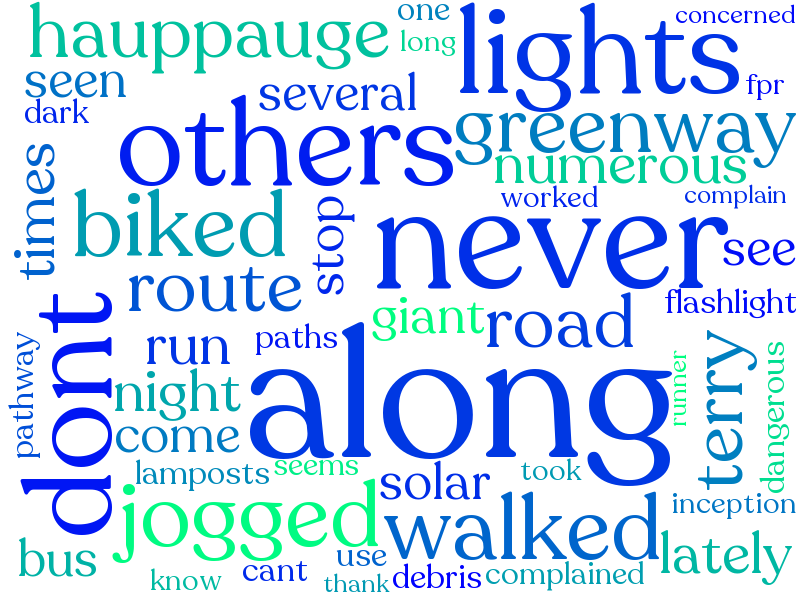 hauppauge
one
long
lights
concerned
seen
dark
several
fpr
others
greenway
numerous
times
biked
stop
worked
complain
never
see
route
flashlight
dont
run
paths
giant
road
pathway
night
along
runner
terry
dangerous
come
lamposts
seems
solar
took
jogged
walked
inception
bus
know
cant
use
thank
debris
complained
lately